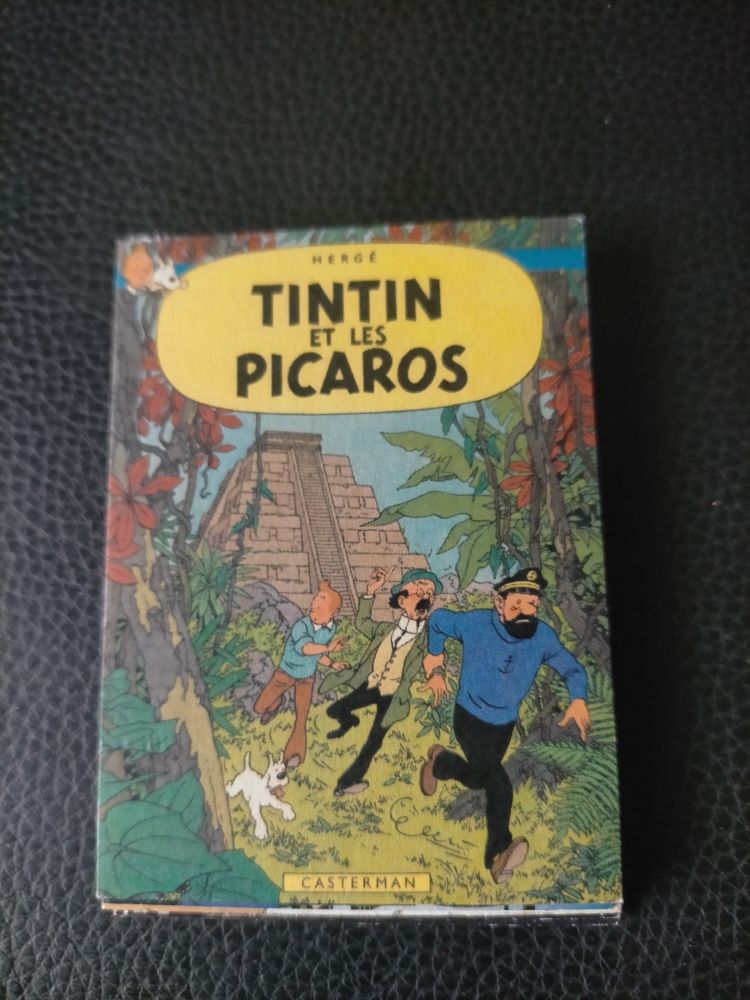 HERGÉ
TINTIN
ET LES
PICAROS
CASTERMAN